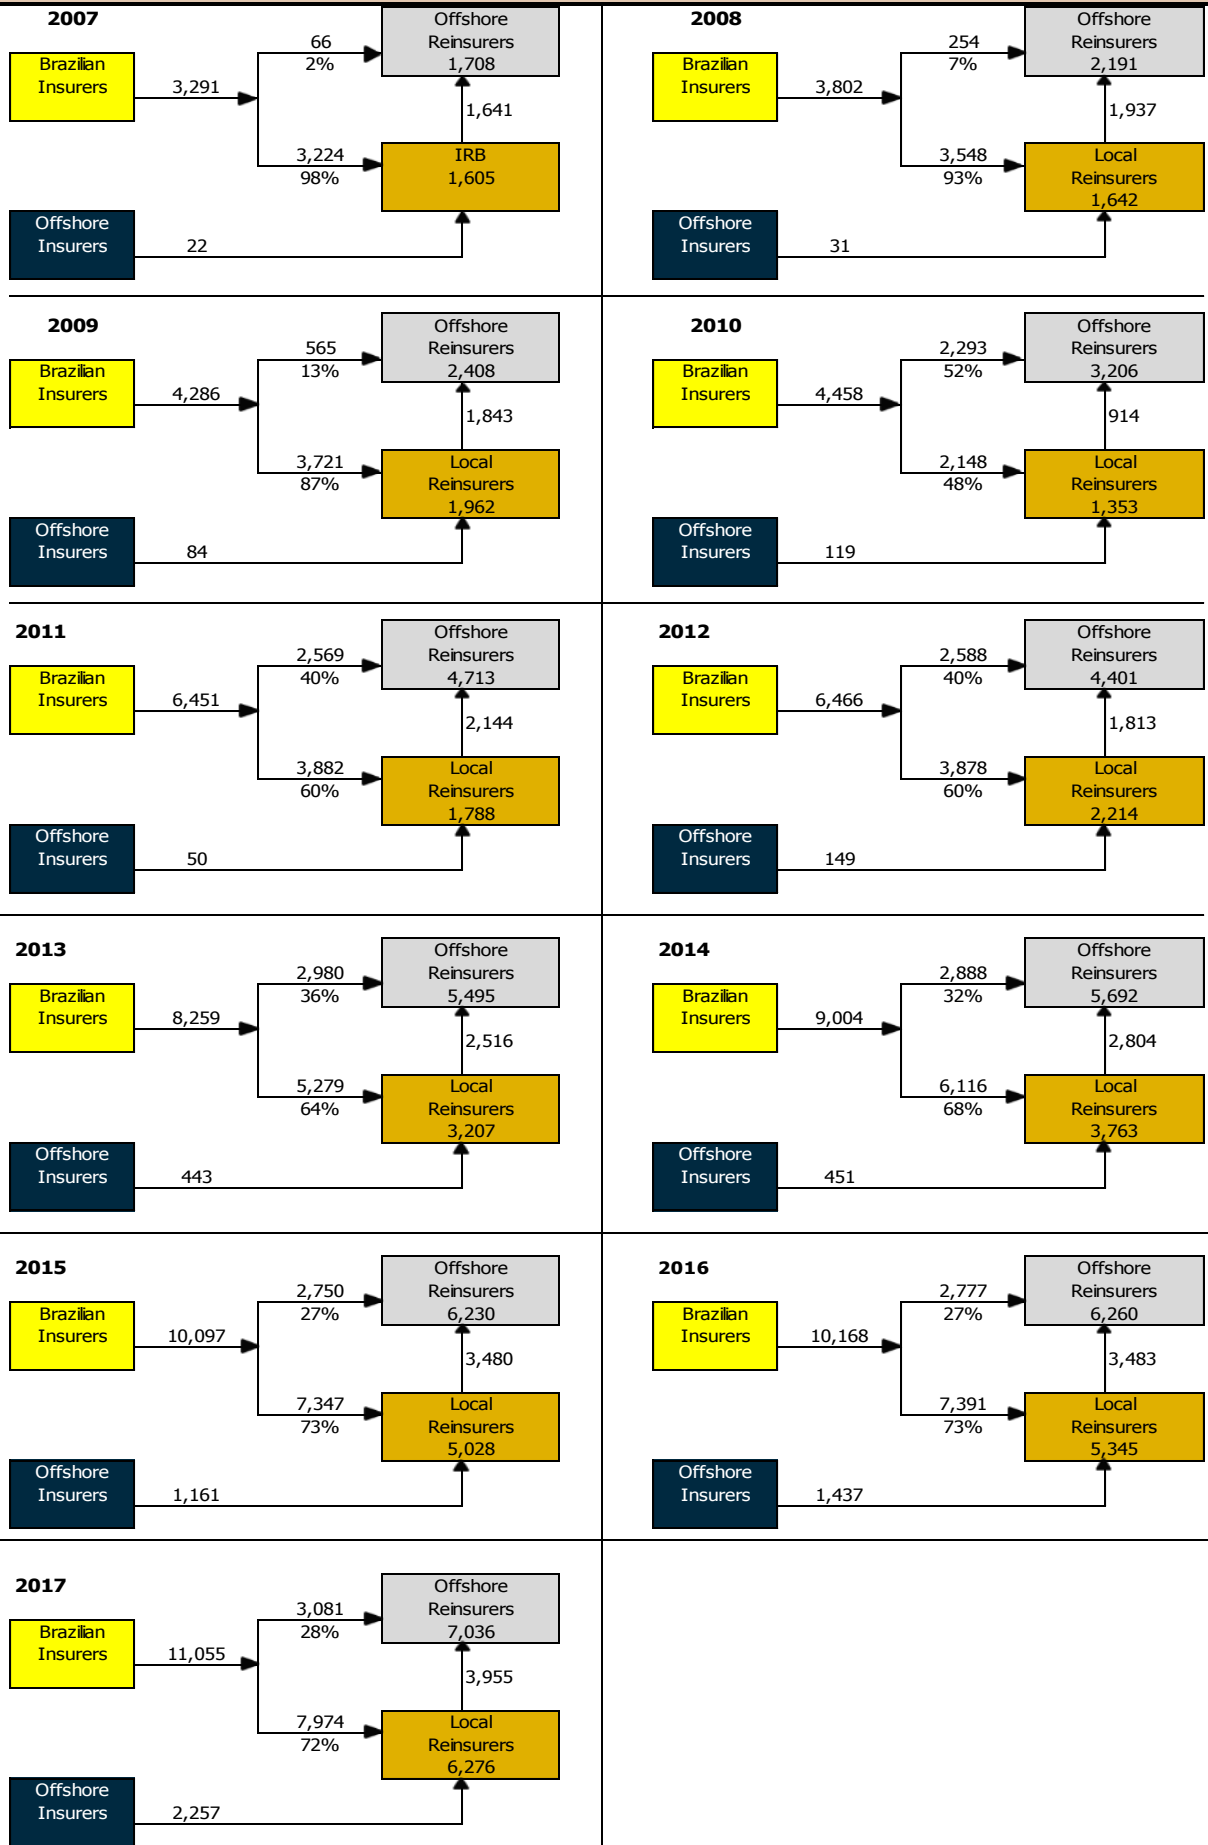 2007
Offshore
Reinsurers
1,708
66
2%
Brazilian
Insurers
3,291
1,641
3,224
98%
IRB
1,605
Offshore
Insurers
22
2008
Offshore
Reinsurers
2,191
254
7%
Brazilian
Insurers
3,802
1,937
3,548
93%
Local
Reinsurers
1,642
Offshore
Insurers
31
2009
Offshore
Reinsurers
2,408
565
13%
Brazilian
Insurers
4,286
1,843
3,721
87%
Local
Reinsurers
1,962
Offshore
Insurers
84
2010
Offshore
Reinsurers
3,206
2,293
52%
Brazilian
Insurers
4,458
914
2,148
48%
Local
Reinsurers
1,353
Offshore
Insurers
119
2011
Offshore
Reinsurers
4,713
2,569
40%
Brazilian
Insurers
6,451
2,144
3,882
60%
Local
Reinsurers
1,788
Offshore
Insurers
50
2012
Offshore
Reinsurers
4,401
2,588
40%
Brazilian
Insurers
6,466
1,813
3,878
60%
Local
Reinsurers
2,214
Offshore
Insurers
149
2013
Offshore
Reinsurers
5,495
2,980
36%
Brazilian
Insurers
8,259
2,516
5,279
64%
Local
Reinsurers
3,207
Offshore
Insurers
443
2014
Offshore
Reinsurers
5,692
2,888
32%
Brazilian
Insurers
9,004
2,804
6,116
68%
Local
Reinsurers
3,763
Offshore
Insurers
451
2015
Offshore
Reinsurers
6,230
2,750
27%
Brazilian
Insurers
10,097
3,480
7,347
73%
Local
Reinsurers
5,028
Offshore
Insurers
1,161
2016
Offshore
Reinsurers
6,260
2,777
27%
Brazilian
Insurers
10,168
3,483
7,391
73%
Local
Reinsurers
5,345
Offshore
Insurers
1,437
2017
Offshore
Reinsurers
7,036
3,081
28%
Brazilian
Insurers
11,055
3,955
7,974
72%
Local
Reinsurers
6,276
Offshore
Insurers
2,257